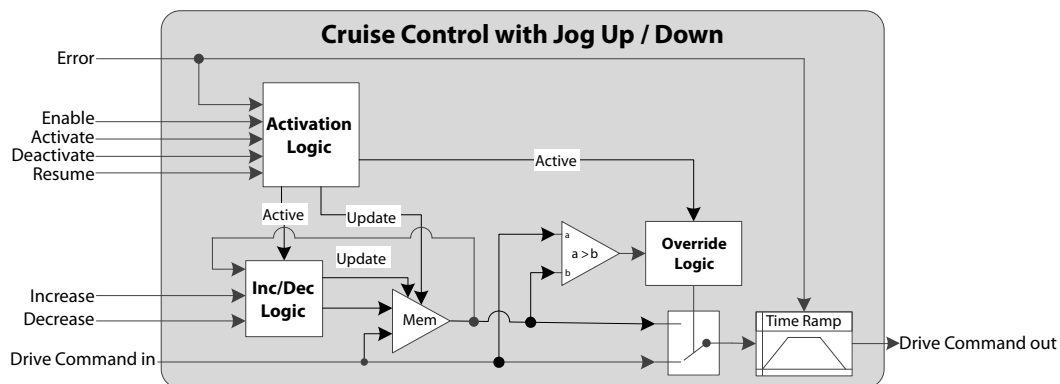 Cruise Control with Jog Up / Down
Error
Enable
Activate
Deactivate
Resume
Activation
Logic
Active
Active
Update
Update
Inc/Dec
Logic
Increase
Decrease
Mem
a
a > b
b
Override
Logic
Time Ramp
Drive Command in
Drive Command out